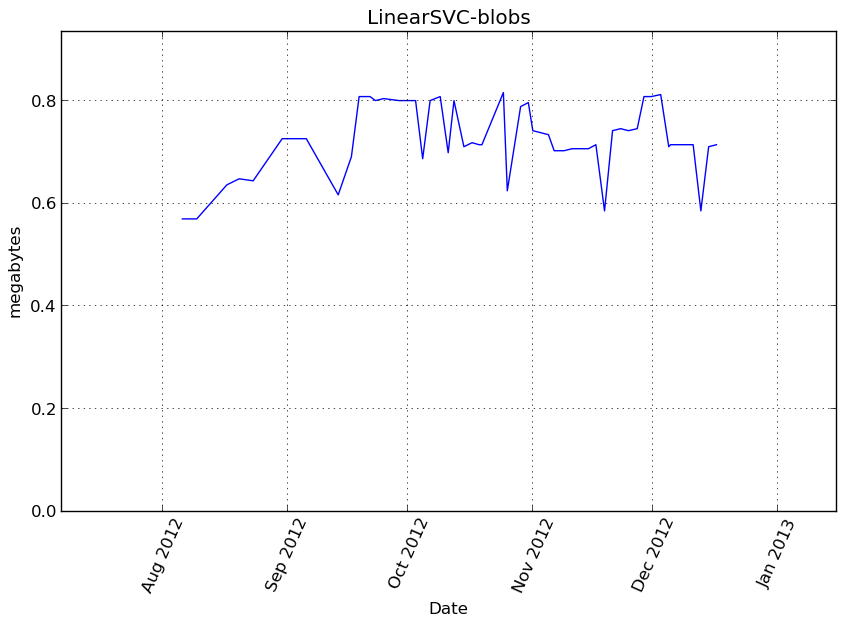 LinearSVC-blobs
megabytes
0.8
0.6
0.4
0.2
0.0
Aug 2012
Sep 2012
Oct 2012
Nov 2012
Dec 2012
Jan 2013
Date